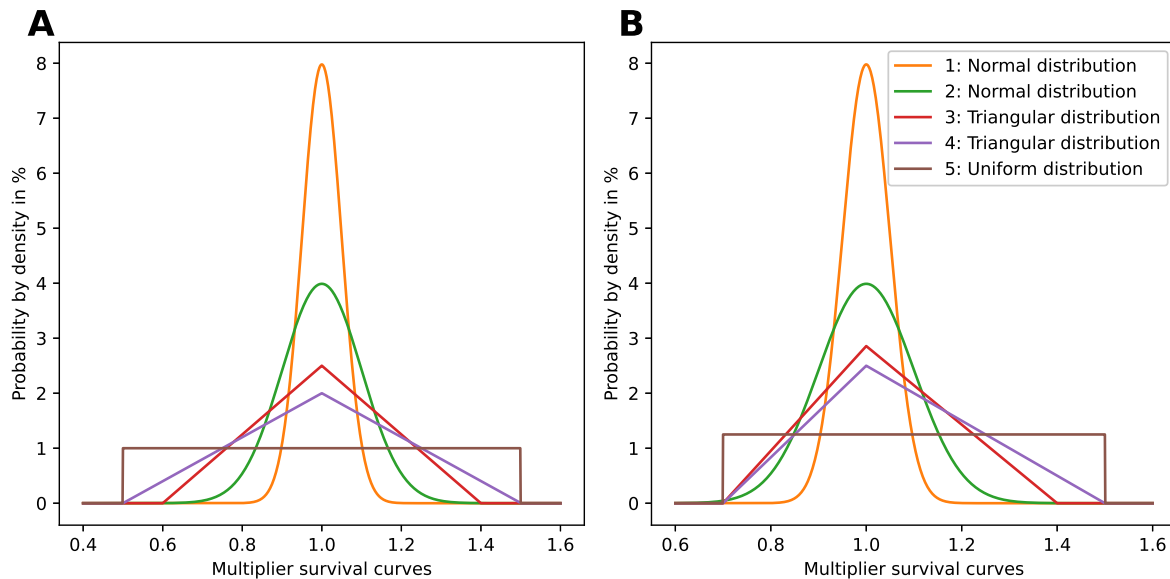 A
Probability by density in %
8
7
6
5
4
3
2
1
0
0.4 0.6 0.8 1.0 1.2 1.4 1.6
Multiplier survival curves
B
Probability by density in %
8
7
6
5
4
3
2
1
0
0.6 0.8 1.0 1.2 1.4 1.6
Multiplier survival curves
1: Normal distribution
2: Normal distribution
3: Triangular distribution
4: Triangular distribution
5: Uniform distribution